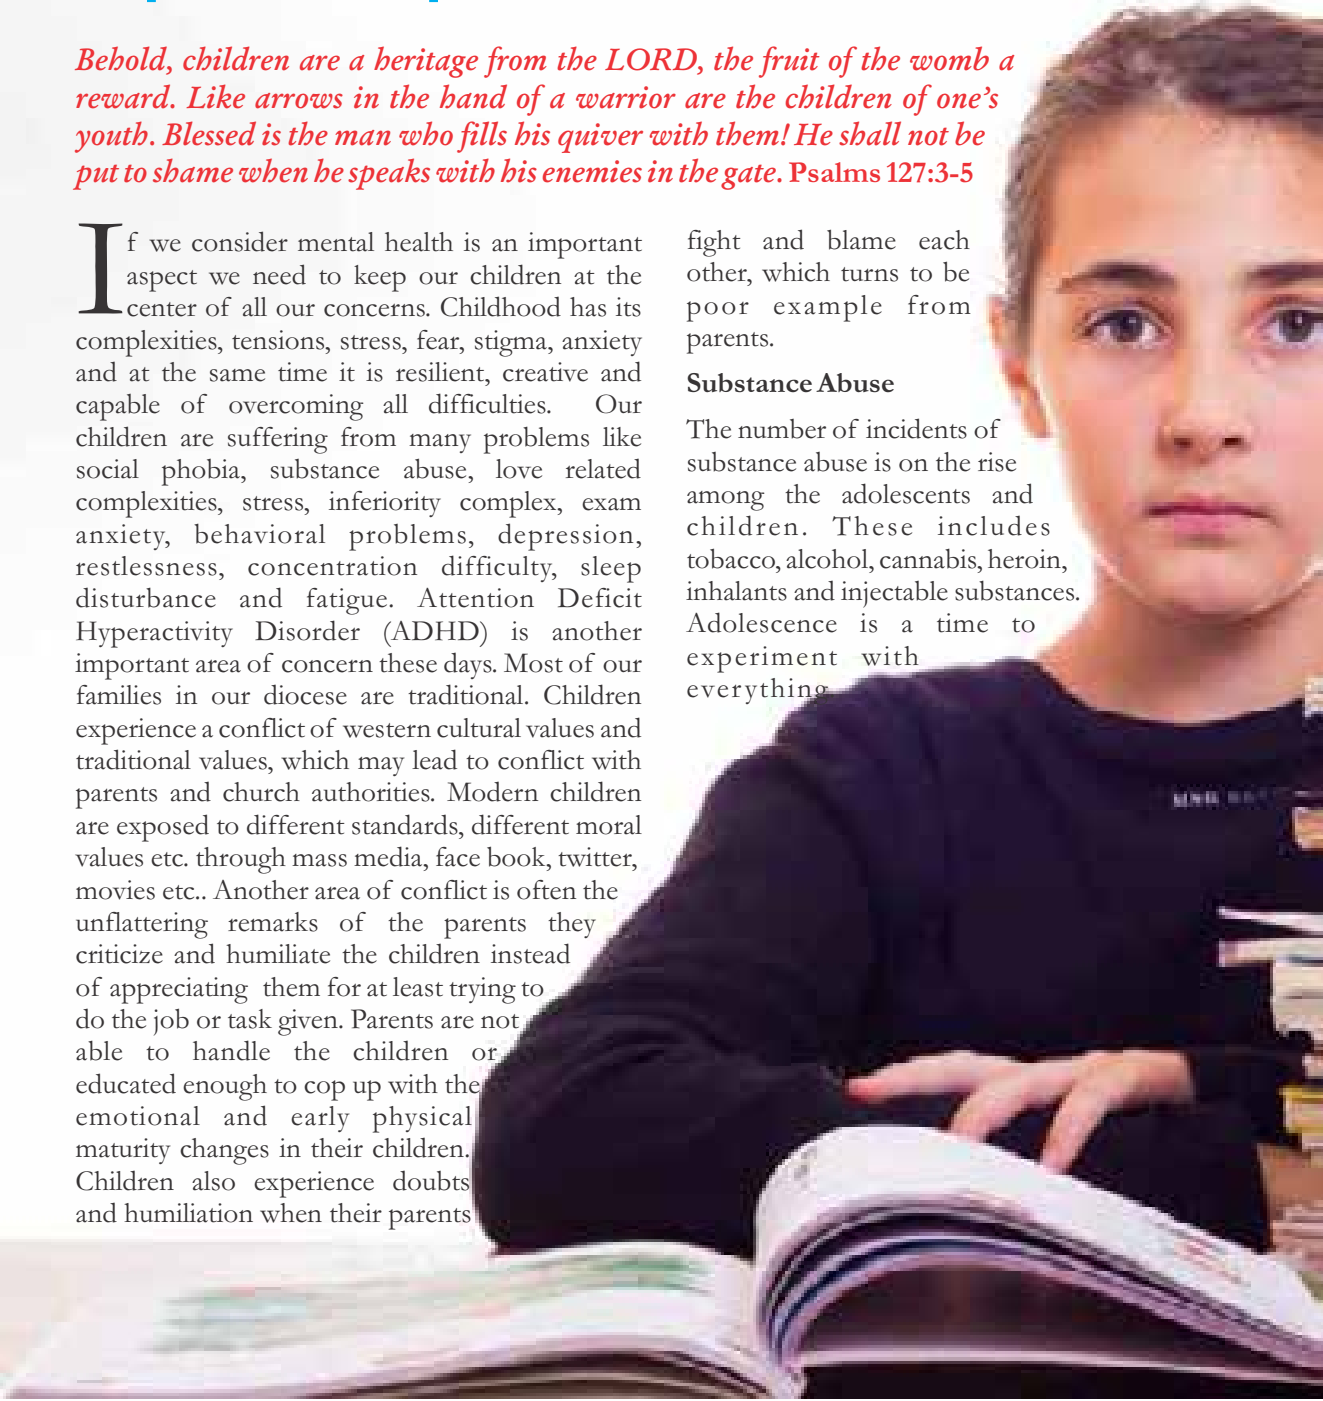 Behold, children are a heritage from the LORD, the fruit of the womb a
reward. Like arrows in the hand of a warrior are the children of one's
youth. Blessed is the man who fills his quiver with them! He shall not be
put to shame when he speaks with his enemies in the gate. Psalms 127:3-5
If we consider mental health is an important
aspect we need to keep our children at the
center of all our concerns. Childhood has its
complexities, tensions, stress, fear, stigma, anxiety
and at the same time it is resilient, creative and
capable of overcoming all difficulties. Our
children are suffering from many problems like
social phobia, substance abuse, love related
complexities, stress, inferiority complex, exam
anxiety, behavioral problems, depression,
restlessness, concentration difficulty, sleep
disturbance and fatigue. Attention Deficit
Hyperactivity Disorder (ADHD) is another
important area of concern these days. Most of our
families in our diocese are traditional. Children
experience a conflict of western cultural values and
traditional values, which may lead to conflict with
parents and church authorities. Modern children
are exposed to different standards, different moral
values etc. through mass media, face book, twitter,
movies etc.. Another area of conflict is often the
unflattering remarks of the parents they
criticize and humiliate the children instead
of appreciating them for at least trying to
do the job or task given. Parents are not
able to handle the children or
educated enough to cop up with the
emotional and early physical
maturity changes in their children.
Children also experience doubts
and humiliation when their parents
fight and blame each
other, which turns to be
poor example from
parents.
Substance Abuse
The number of incidents of
substance abuse is on the rise
among the adolescents and
children. These includes
tobacco, alcohol, cannabis, heroin,
inhalants and injectable substances.
Adolescence is a time to
experiment with
everything